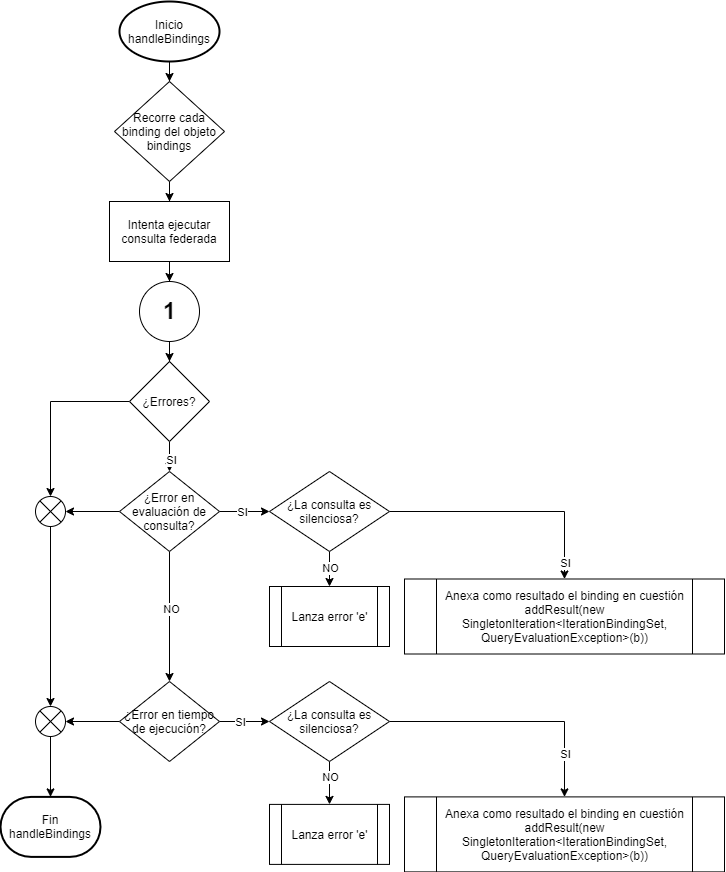 Inicio
handleBindings
Recorre cada
binding del objeto
bindings
Intenta ejecutar
consulta federada
1
¿Errores?
SI
¿Error en
evaluación de
consulta?
SI
¿La consulta es
silenciosa?
SI
NO
Lanza error 'e'
Anexa como resultado el binding en cuestión
addResult(new
SingletonIteration<IterationBindingSet,
QueryEvaluationException>(b))
NO
¿Error en tiempo
de ejecución?
SI
¿La consulta es
silenciosa?
SI
NO
Lanza error 'e'
Anexa como resultado el binding en cuestión
addResult(new
SingletonIteration<IterationBindingSet,
QueryEvaluationException>(b))
Fin
handleBindings